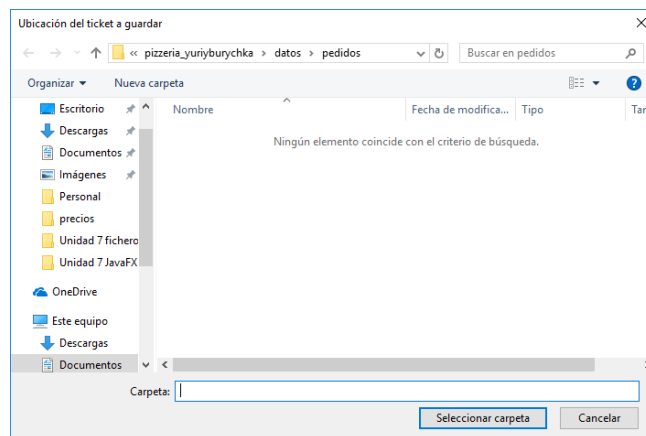 Ubicación del ticket a guardar
« pizzeria_yuriyburychka > datos > pedidos
Buscar en pedidos
Organizar Nueva carpeta
Nombre Fecha de modifica... Tipo Tar
Ningún elemento coincide con el criterio de búsqueda.
Escritorio
Descargas
Documentos
Imágenes
Personal
precios
Unidad 7 fichero
Unidad 7 JavaFX
OneDrive
Este equipo
Descargas
Documentos
Carpeta:
Seleccionar carpeta Cancelar